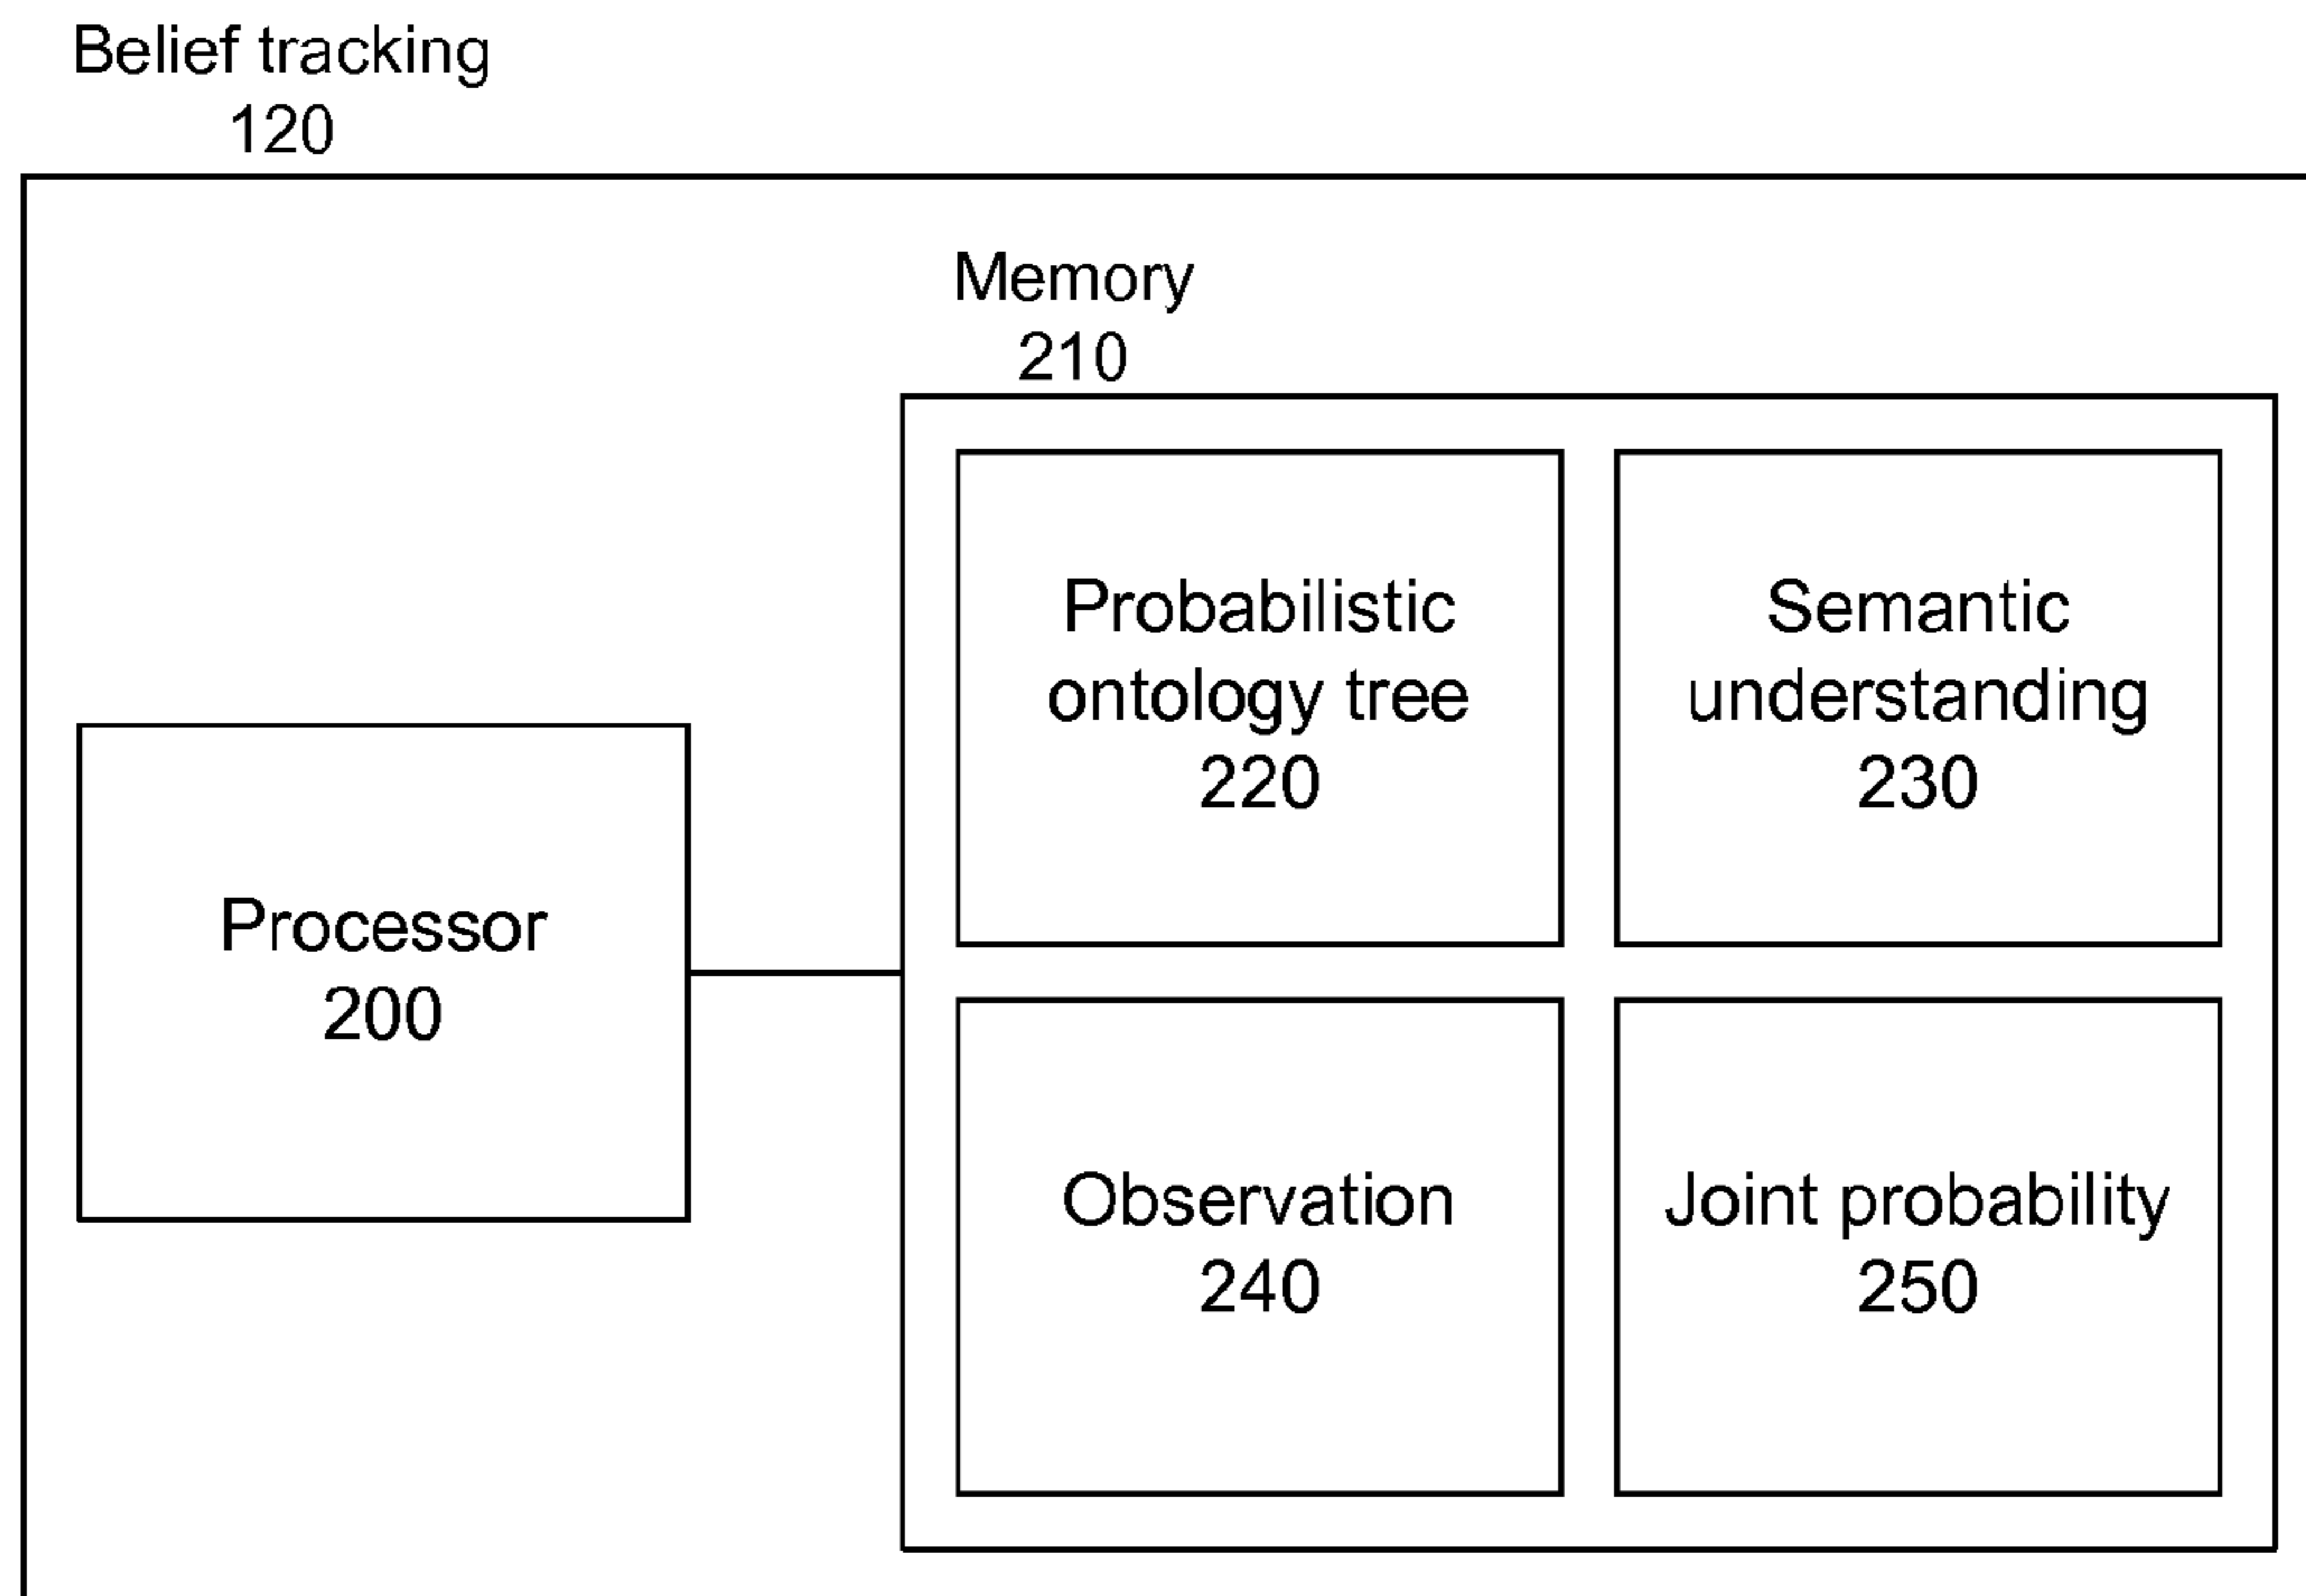 Belief tracking
120
Memory
210
Probabilistic
ontology tree
220
Semantic
understanding
230
Processor
200
Observation
240
Joint probability
250